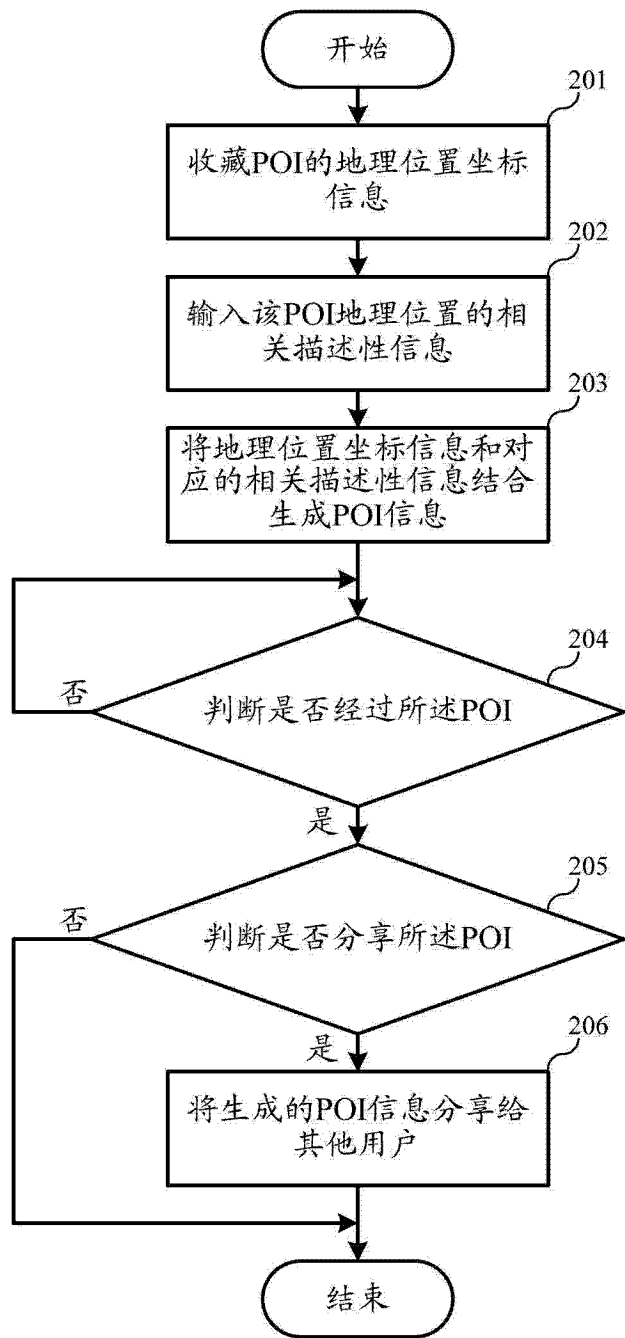 开始
201
收藏POI的地理位置坐标
信息
202
输入该POI地理位置的相
关描述性信息
203
将地理位置坐标信息和对
应的相关描述性信息结合
生成POI信息
204
否
判断是否经过所述POI
是
205
否
判断是否分享所述POI
是
206
将生成的POI信息分享给
其他用户
结束